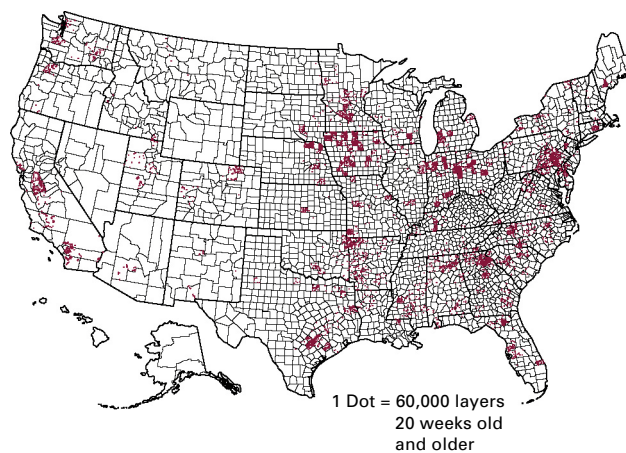 1 Dot = 60,000 layers
20 weeks old
and older